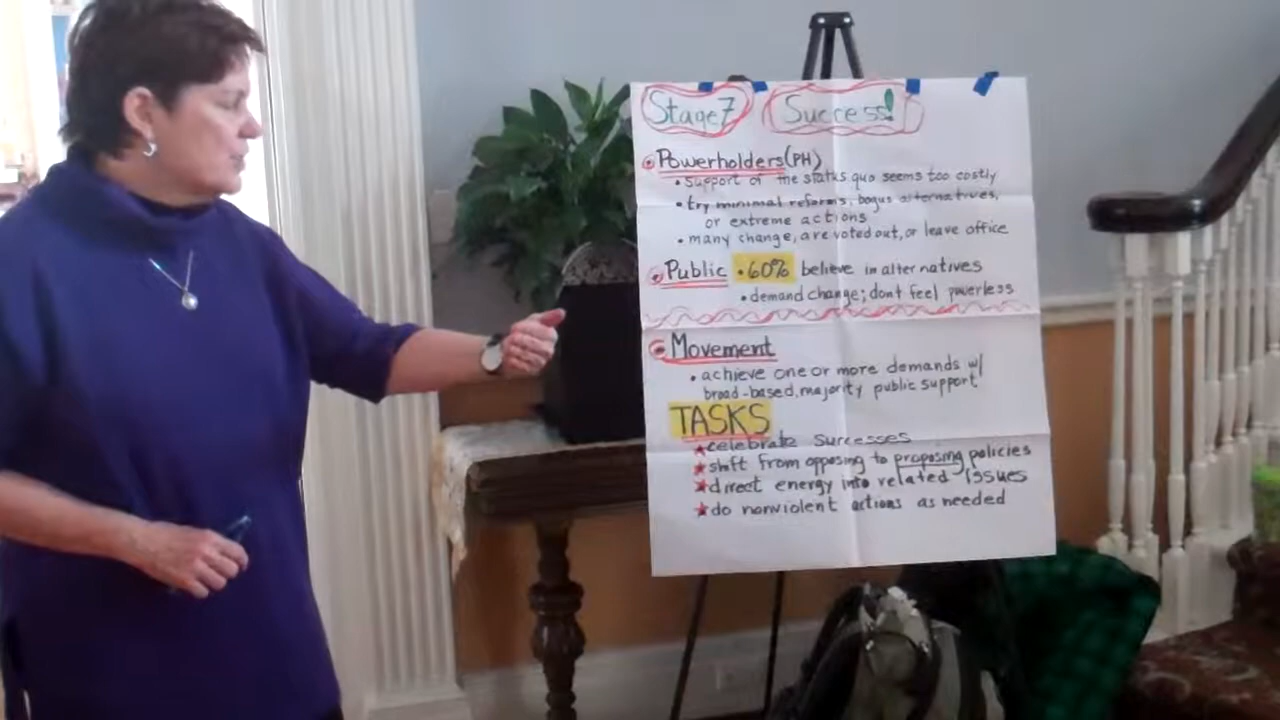 Stage 7 Success!
Powerholders (PH)
• support of the status quo seems too costly
• try minimal reforms, bogus alternatives,
or extreme actions
• many change, are voted out, or leave office
Public • 60% believe in alternatives
• demand change; dont feel powerless
Movement
• achieve one or more demands w/
broad-based, majority public support
TASKS
★ celebrate successes
★ shift from opposing to proposing policies
★ direct energy into related issues
★ do nonviolent actions as needed